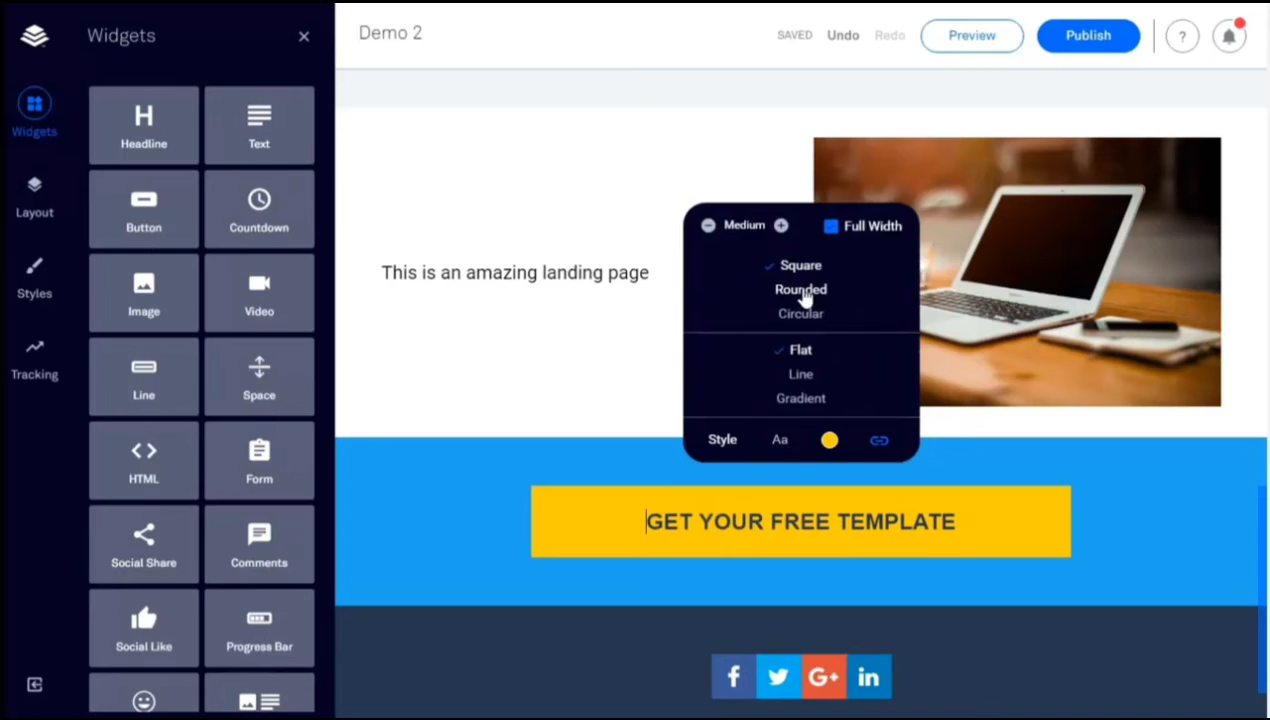 Widgets
Demo 2
SAVED Undo Redo Preview Publish ?
Widgets
Layout
Styles
Tracking
H
Headline Text
Button Countdown
Image Video
Line Space
HTML Form
Social Share Comments
Social Like Progress Bar
This is an amazing landing page
Medium Full Width
Square
Rounded
Circular
Flat
Line
Gradient
Style Aa
GET YOUR FREE TEMPLATE
f G+ in